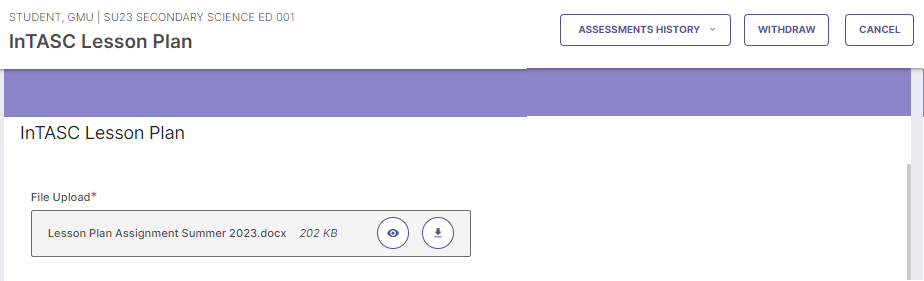 STUDENT, GMU | SU23 SECONDARY SCIENCE ED 001
InTASC Lesson Plan
ASSESSMENTS HISTORY
WITHDRAW
CANCEL
InTASC Lesson Plan
File Upload*
Lesson Plan Assignment Summer 2023.docx 202 KB